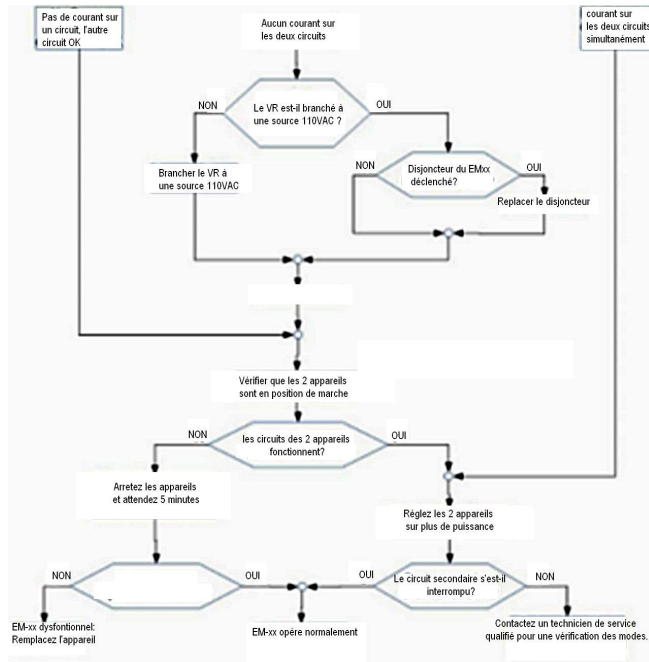 Pas de courant sur
un circuit, l'autre
circuit OK
Aucun courant sur
les deux circuits
courant sur
les deux circuits
simultanément
NON
Le VR est-il branché à
une source 110VAC ?
OUI
Brancher le VR à
une source 110VAC
NON
Disjoncteur du EMxx
déclenché?
OUI
Replacer le disjoncteur
Vérifier que les 2 appareils
sont en position de marche
NON
les circuits des 2 appareils
fonctionnent?
OUI
Arretez les appareils
et attendez 5 minutes
Réglez les 2 appareils
sur plus de puissance
NON
OUI
OUI
Le circuit secondaire s'est-il
interrompu?
NON
EM-xx dysfontionnel:
Remplacez l'appareil
EM-xx opére normalement
Contactez un technicien de service
qualifié pour une vérification des modes.